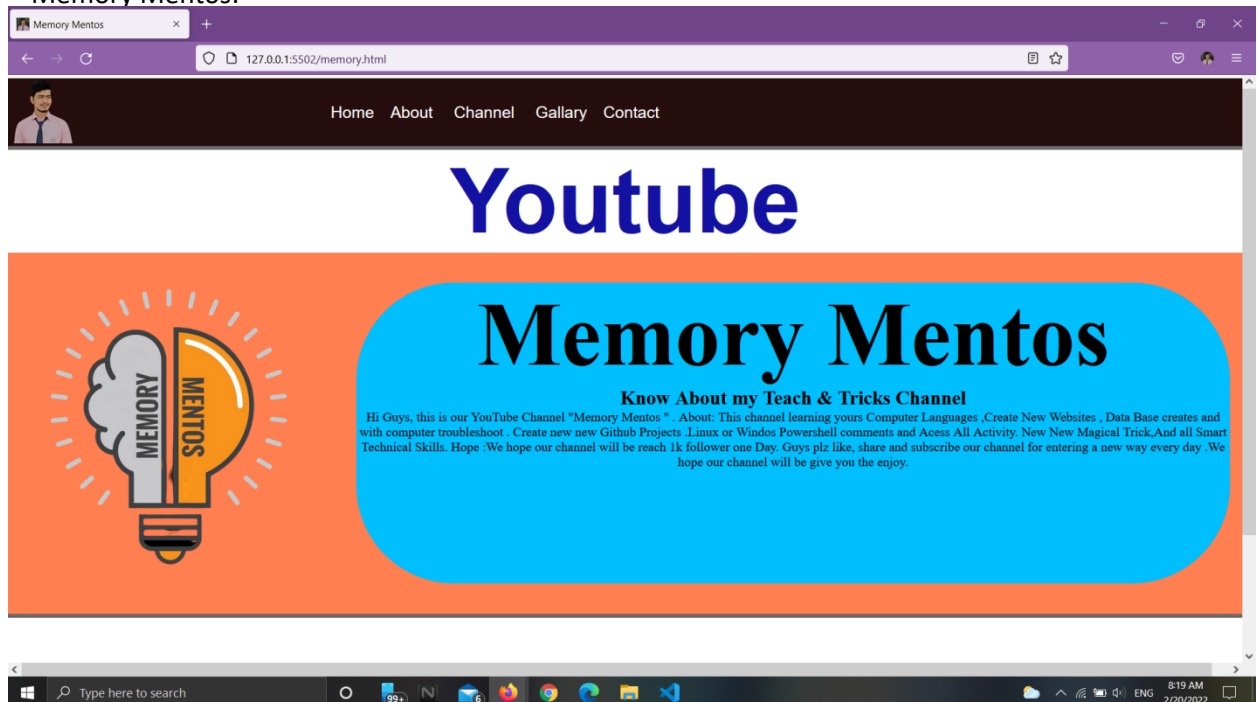 Memory Mentos.
Memory Mentos
127.0.0.1:5502/memory.html
Home About Channel Gallary Contact
Youtube
MEMORY
MENTOS
Memory Mentos
Know About my Teach & Tricks Channel
Hi Guys, this is our YouTube Channel "Memory Mentos " . About: This channel learning yours Computer Languages ,Create New Websites , Data Base creates and
with computer troubleshoot . Create new new Github Projects .Linux or Windos Powershell comments and Acess All Activity. New New Magical Trick,And all Smart
Technical Skills. Hope :We hope our channel will be reach 1k follower one Day. Guys plz like, share and subscribe our channel for entering a new way every day .We
hope our channel will be give you the enjoy.
Type here to search
99+
6
ENG
8:19 AM
2/20/2022